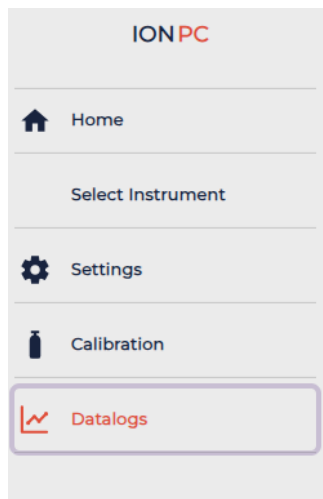 ION PC
Home
Select Instrument
Settings
Calibration
Datalogs